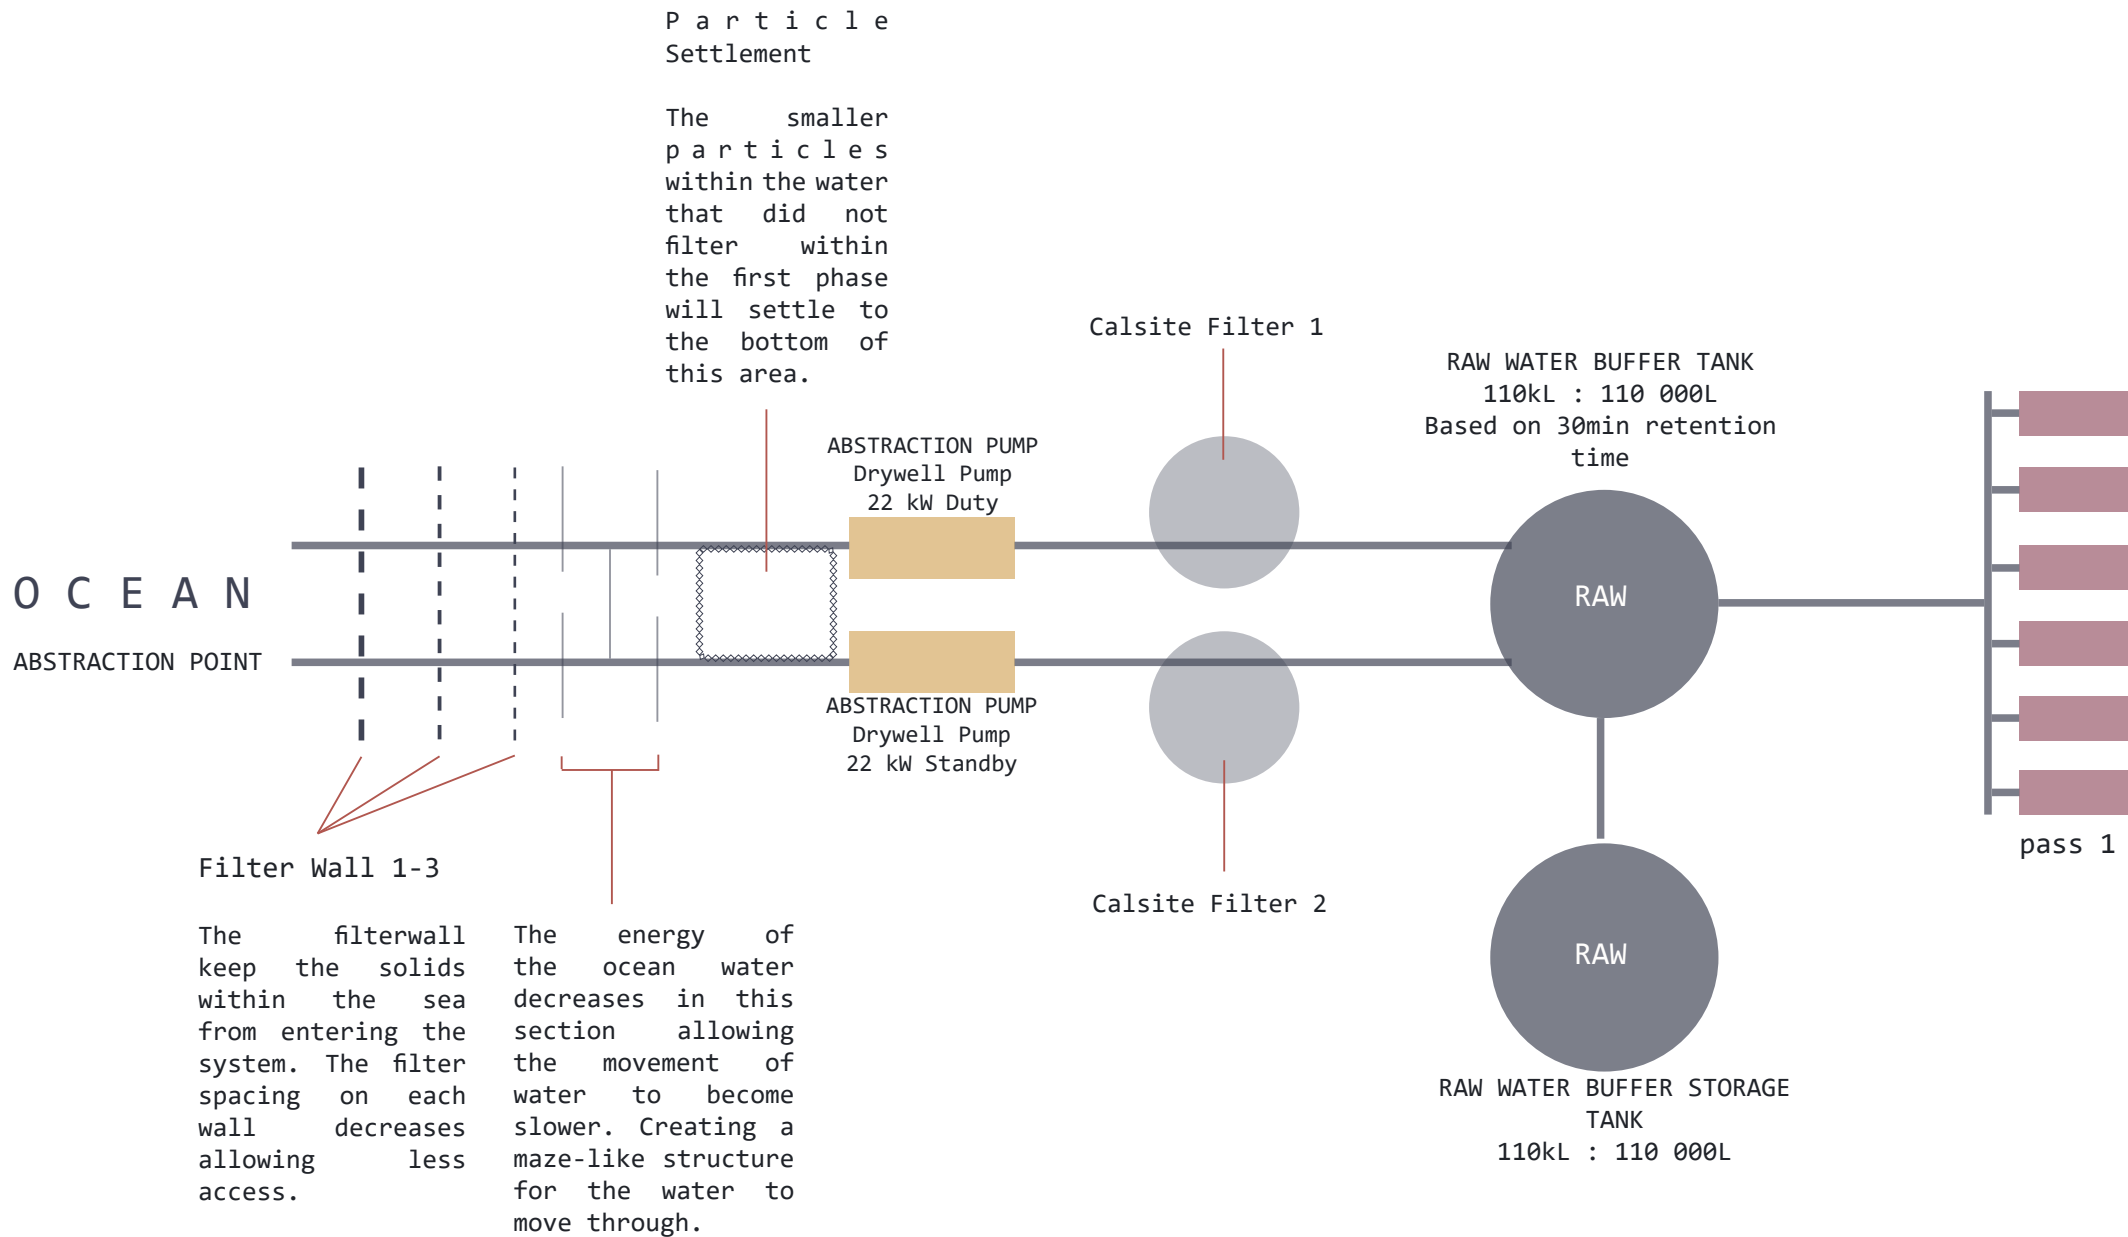 Particle
Settlement
The smaller
particles
within the water
that did not
filter within
the first phase
will settle to
the bottom of
this area.
Calsite Filter 1
RAW WATER BUFFER TANK
110kL : 110 000L
Based on 30min retention
time
ABSTRACTION PUMP
Drywell Pump
22 kW Duty
OCEAN
ABSTRACTION POINT
RAW
ABSTRACTION PUMP
Drywell Pump
22 kW Standby
pass 1
Filter Wall 1-3
The filterwall
keep the solids
within the sea
from entering the
system. The filter
spacing on each
wall decreases
allowing less
access.
The energy of
the ocean water
decreases in this
section allowing
the movement of
water to become
slower. Creating a
maze-like structure
for the water to
move through.
Calsite Filter 2
RAW
RAW WATER BUFFER STORAGE
TANK
110kL : 110 000L